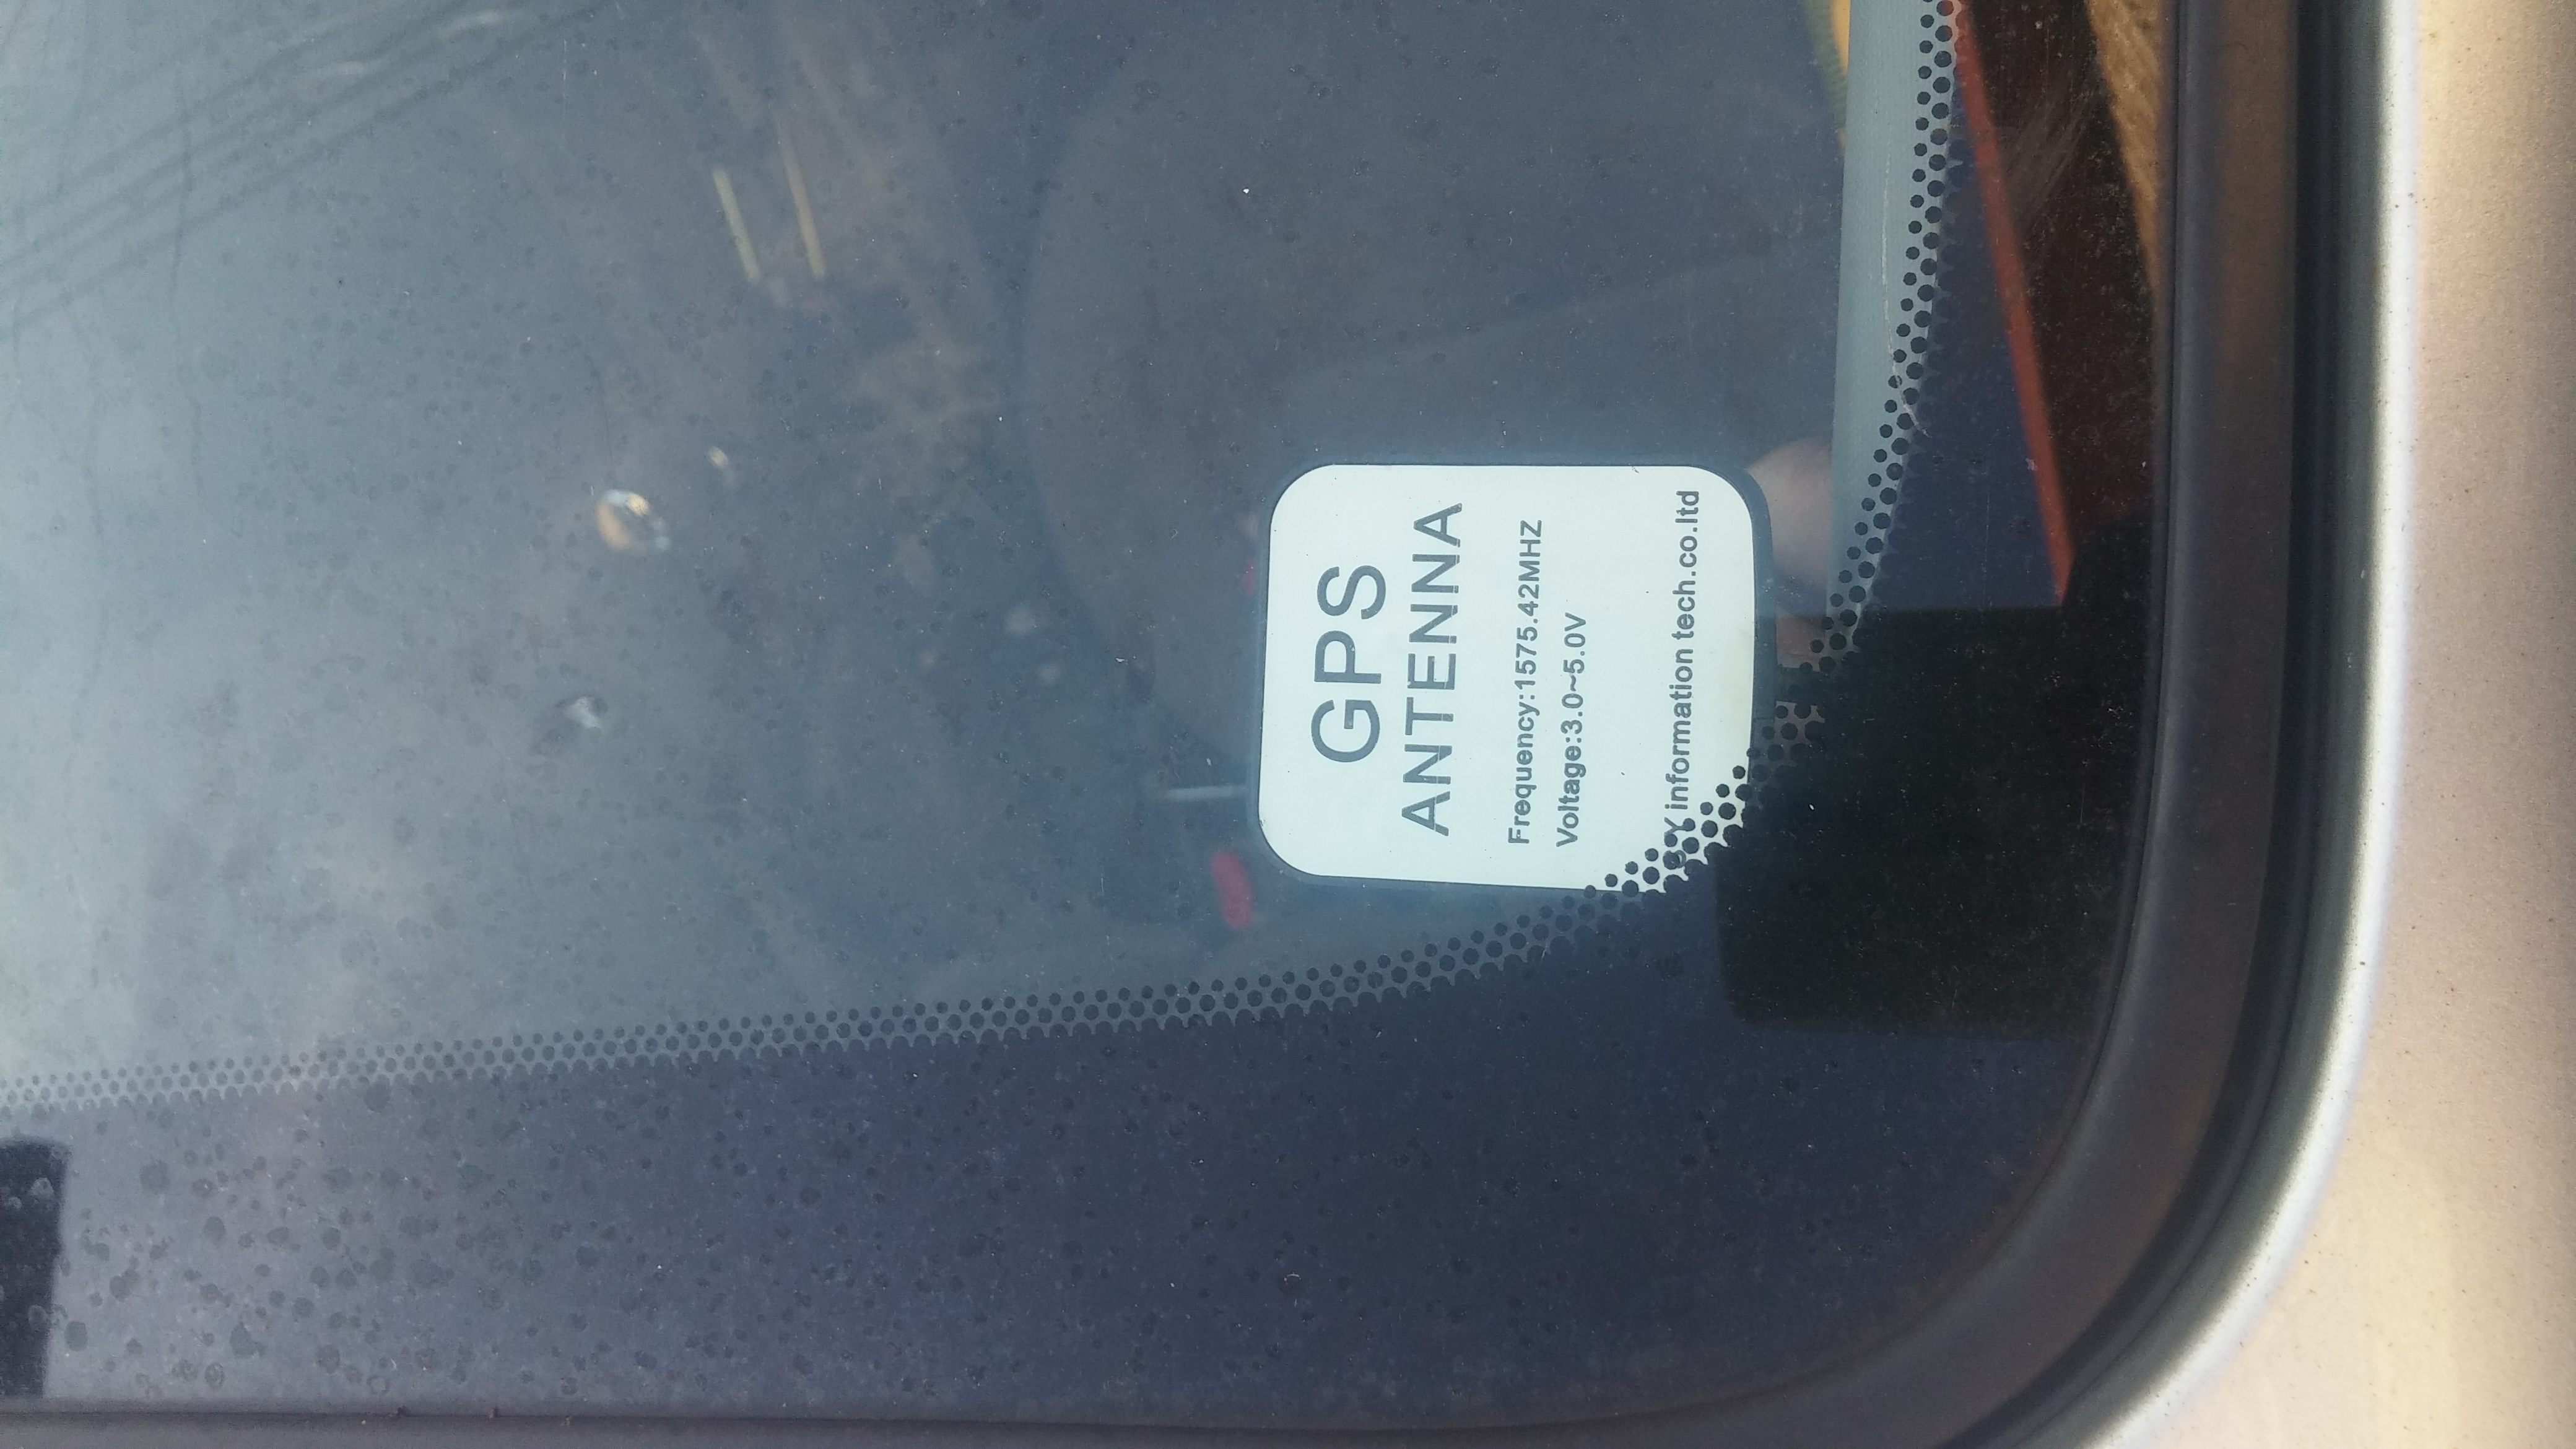 GPS
ANTENNA
Frequency:1575.42MHZ
Voltage:3.0~5.0V
information tech.co.ltd